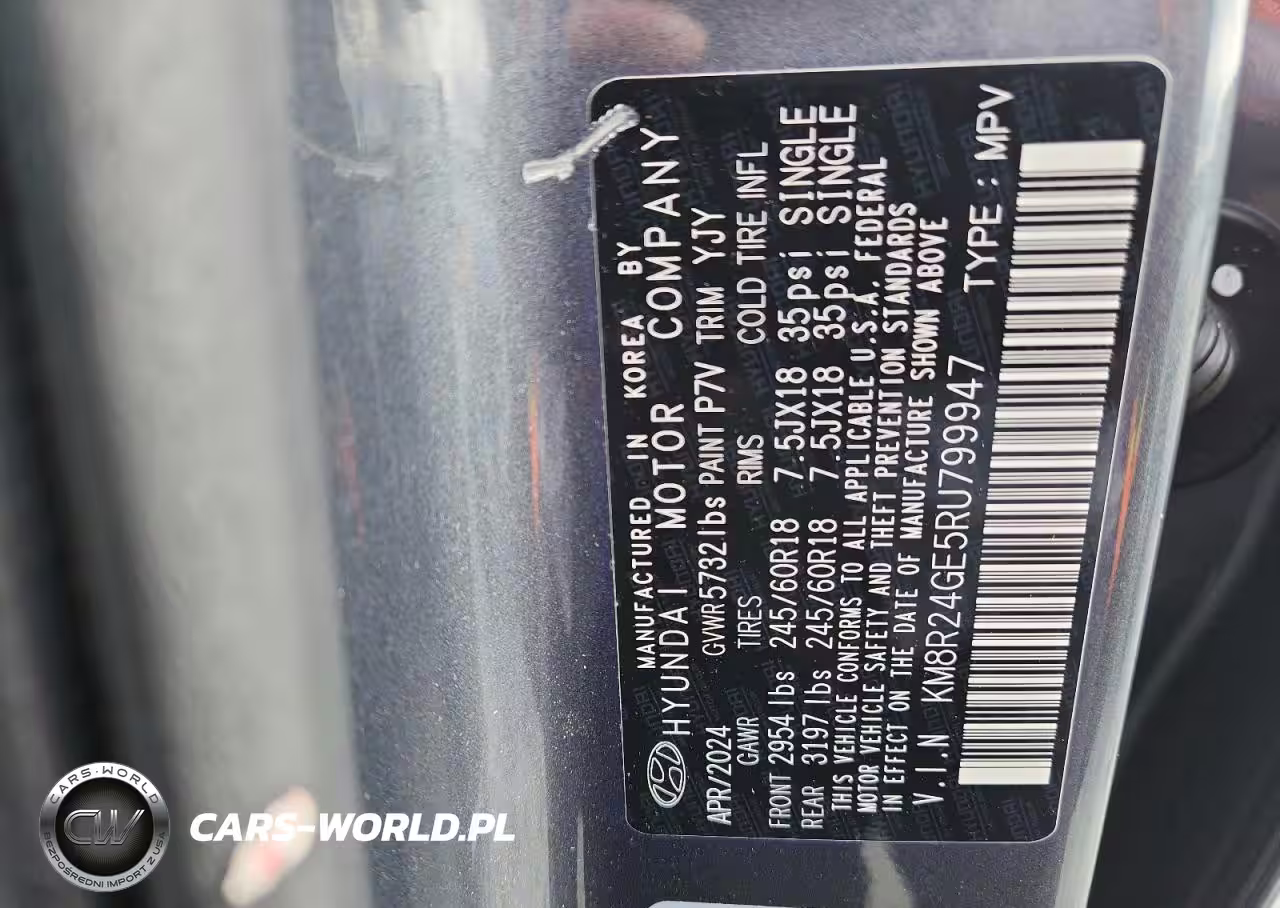 MANUFACTURED IN KOREA BY
HYUNDAI MOTOR COMPANY
APR/2024 GVWR5732lbs PAINT P7V TRIM YJY
GAWR TIRES RIMS COLD TIRE INFL
FRONT 2954lbs 245/60R18 7.5JX18 35psi SINGLE
REAR 3197lbs 245/60R18 7.5JX18 35psi SINGLE
THIS VEHICLE CONFORMS TO ALL APPLICABLE U.S.A. FEDERAL
MOTOR VEHICLE SAFETY AND THEFT PREVENTION STANDARDS
IN EFFECT ON THE DATE OF MANUFACTURE SHOWN ABOVE
V.I.N KM8R24GE5RU799947 TYPE : MPV
CARS-WORLD
CW
BEZPOŚREDNI IMPORT Z USA
CARS-WORLD.PL